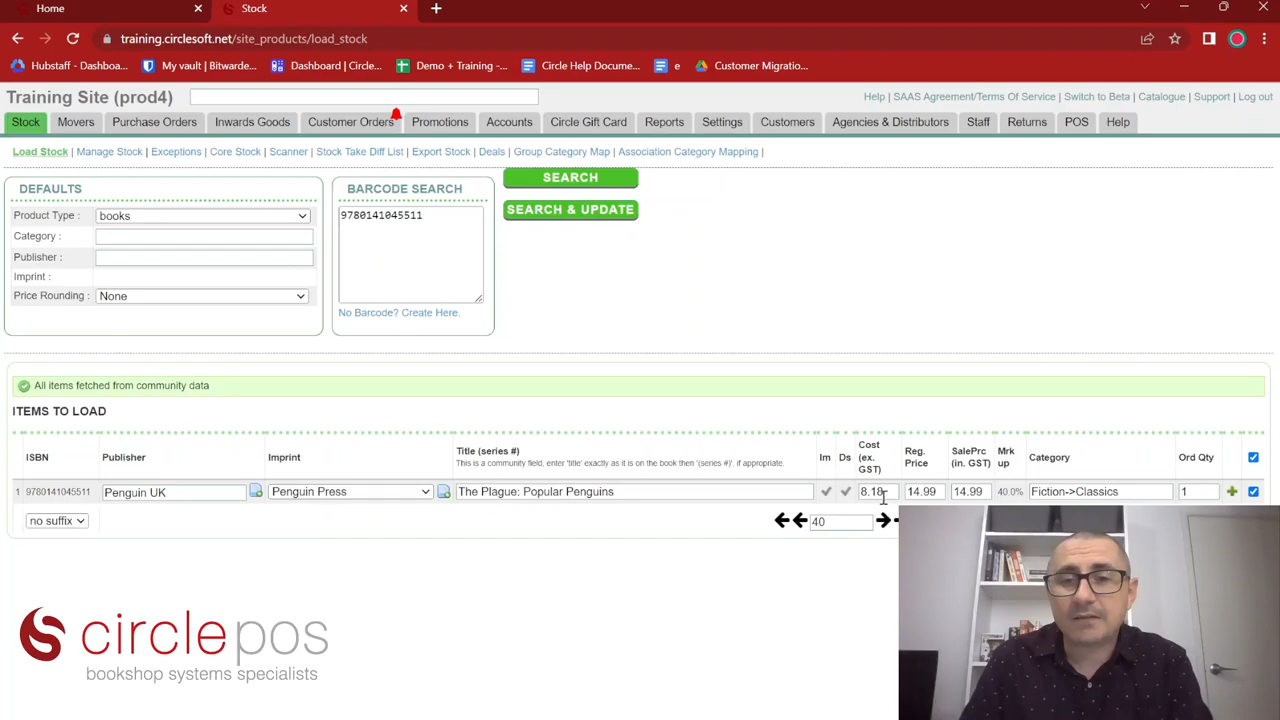 Home
Stock
training.circlesoft.net/site_products/load_stock
Hubstaff - Dashboa... My vault | Bitwarde... Dashboard | Circle... Demo + Training -... Circle Help Docume... e Customer Migratio...
Training Site (prod4)
Help | SAAS Agreement/Terms Of Service | Switch to Beta | Catalogue | Support | Log out
Stock Movers Purchase Orders Inwards Goods Customer Orders Promotions Accounts Circle Gift Card Reports Settings Customers Agencies & Distributors Staff Returns POS Help
Load Stock | Manage Stock | Exceptions | Core Stock | Scanner | Stock Take Diff List | Export Stock | Deals | Group Category Map | Association Category Mapping |
DEFAULTS
Product Type : books
Category :
Publisher :
Imprint :
Price Rounding : None
BARCODE SEARCH
9780141045511
No Barcode? Create Here.
SEARCH
SEARCH & UPDATE
All items fetched from community data
ITEMS TO LOAD
ISBN Publisher Imprint Title (series #) Im Ds Cost (ex. GST) Reg. Price SalePrc (in. GST) Mrk up Category Ord Qty
This is a community field, enter 'title' exactly as it is on the book then '(series #)', if appropriate.
1 9780141045511 Penguin UK Penguin Press The Plague: Popular Penguins 8.18 14.99 14.99 40.0% Fiction->Classics 1
no suffix 40
circlepos
bookshop systems specialists